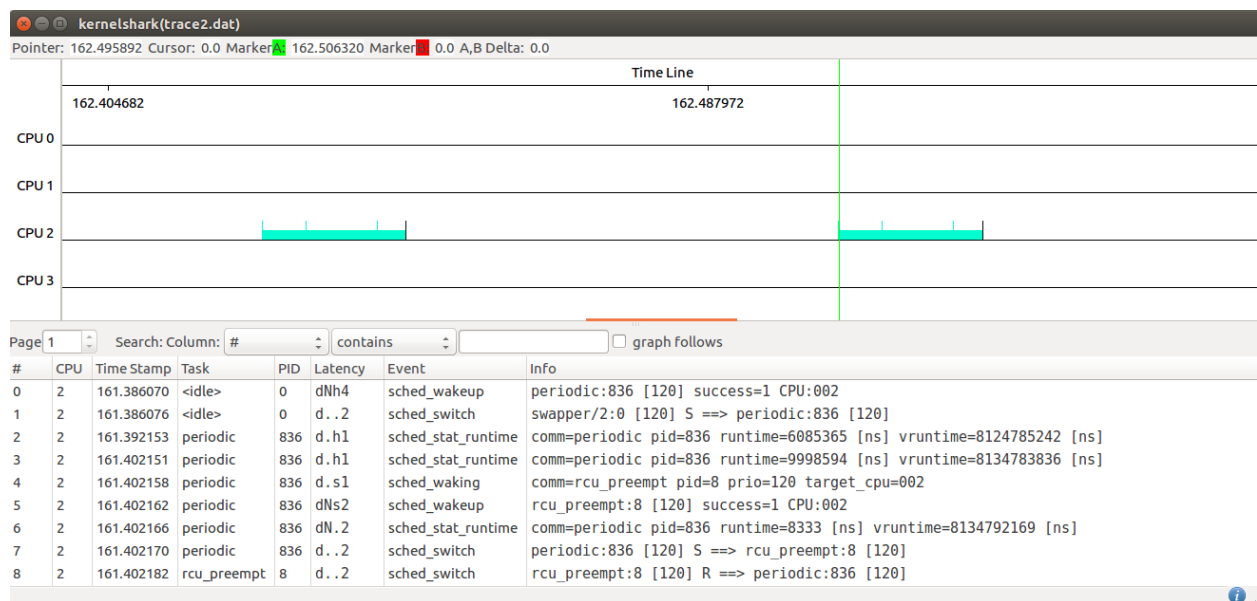 kernelshark(trace2.dat)
Pointer: 162.495892 Cursor: 0.0 MarkerA: 162.506320 MarkerB: 0.0 A,B Delta: 0.0
Time Line
162.404682 162.487972
CPU 0
CPU 1
CPU 2
CPU 3
Page 1 Search: Column: # contains graph follows
# CPU Time Stamp Task PID Latency Event Info
0 2 161.386070 <idle> 0 dNh4 sched_wakeup periodic:836 [120] success=1 CPU:002
1 2 161.386076 <idle> 0 d..2 sched_switch swapper/2:0 [120] S ==> periodic:836 [120]
2 2 161.392153 periodic 836 d.h1 sched_stat_runtime comm=periodic pid=836 runtime=6085365 [ns] vruntime=8124785242 [ns]
3 2 161.402151 periodic 836 d.h1 sched_stat_runtime comm=periodic pid=836 runtime=9998594 [ns] vruntime=8134783836 [ns]
4 2 161.402158 periodic 836 d.s1 sched_waking comm=rcu_preempt pid=8 prio=120 target_cpu=002
5 2 161.402162 periodic 836 dNs2 sched_wakeup rcu_preempt:8 [120] success=1 CPU:002
6 2 161.402166 periodic 836 dN.2 sched_stat_runtime comm=periodic pid=836 runtime=8333 [ns] vruntime=8134792169 [ns]
7 2 161.402170 periodic 836 d..2 sched_switch periodic:836 [120] S ==> rcu_preempt:8 [120]
8 2 161.402182 rcu_preempt 8 d..2 sched_switch rcu_preempt:8 [120] R ==> periodic:836 [120]